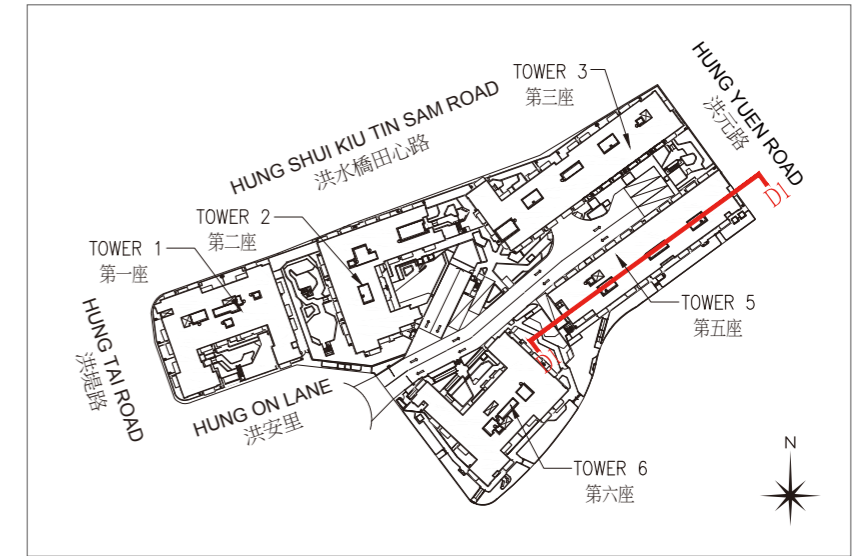 TOWER 3
第三座
HUNG YUEN ROAD
洪元路
HUNG SHUI KIU TIN SAM ROAD
洪水橋田心路
TOWER 2
第二座
TOWER 1
第一座
D1
TOWER 5
第五座
HUNG TAI ROAD
洪堤路
D1
HUNG ON LANE
洪安里
TOWER 6
第六座
N